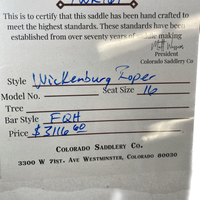 This is to certify that this saddle has been hand crafted to
meet the highest standards. These standards have been
established from over seventy years of making
President
Colorado Saddlery Co
Style Wickenburg Roper
Model No. Seat Size 16
Tree
Bar Style FQH
Price $3116 00
COLORADO SADDLERY CO.
3300 W 71ST. AVE WESTMINSTER, COLORADO 80030